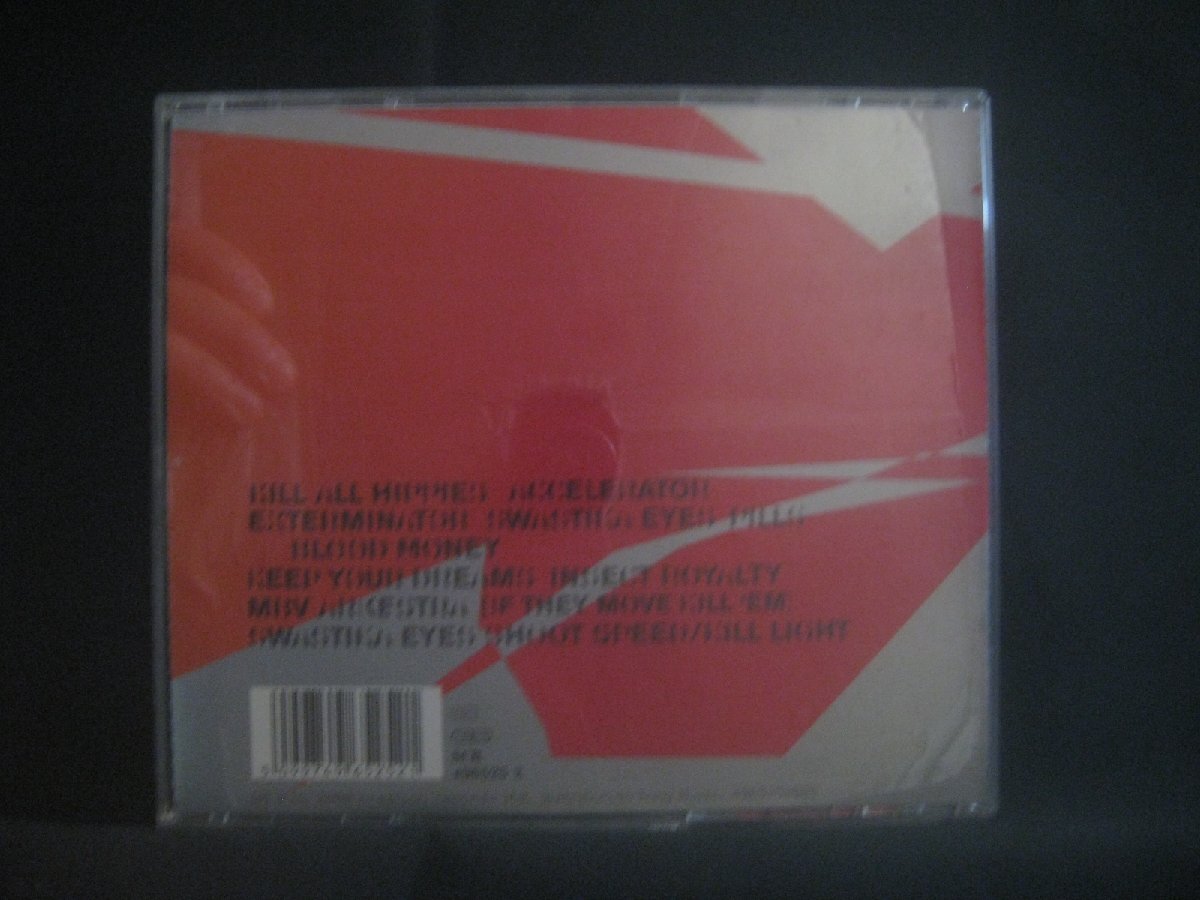 KILL ALL HIPPIES ACCELERATOR
EXTERMINATOR SWASTIKA EYES PILLS
BLOOD MONEY
KEEP YOUR DREAMS INSECT ROYALTY
MBV ARKESTRA IF THEY MOVE KILL 'EM
SWASTIKA EYES SHOOT SPEED/KILL LIGHT